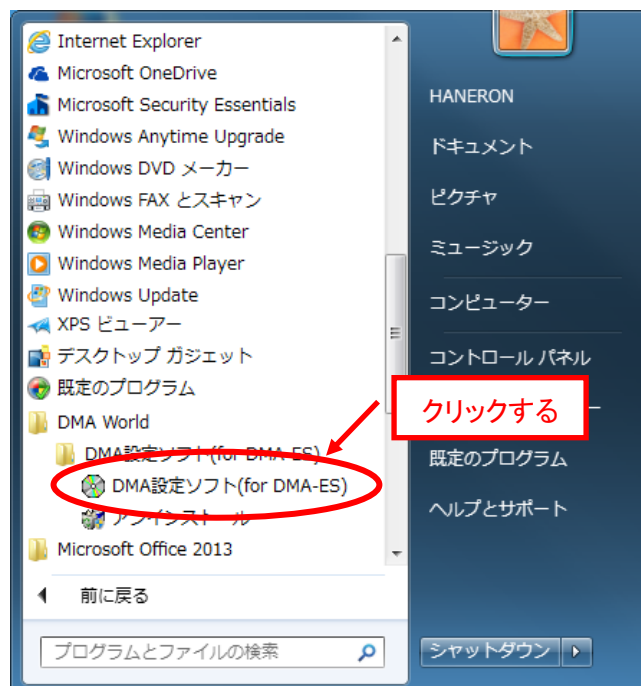 Internet Explorer
Microsoft OneDrive
Microsoft Security Essentials
Windows Anytime Upgrade
Windows DVD メーカー
Windows FAX とスキャン
Windows Media Center
Windows Media Player
Windows Update
XPS ビューアー
デスクトップ ガジェット
既定のプログラム
DMA World
DMA設定ソフト(for DMA-ES)
DMA設定ソフト(for DMA-ES)
アンインストール
Microsoft Office 2013
前に戻る
プログラムとファイルの検索
HANERON
ドキュメント
ピクチャ
ミュージック
コンピューター
コントロール パネル
クリックする
既定のプログラム
ヘルプとサポート
シャットダウン